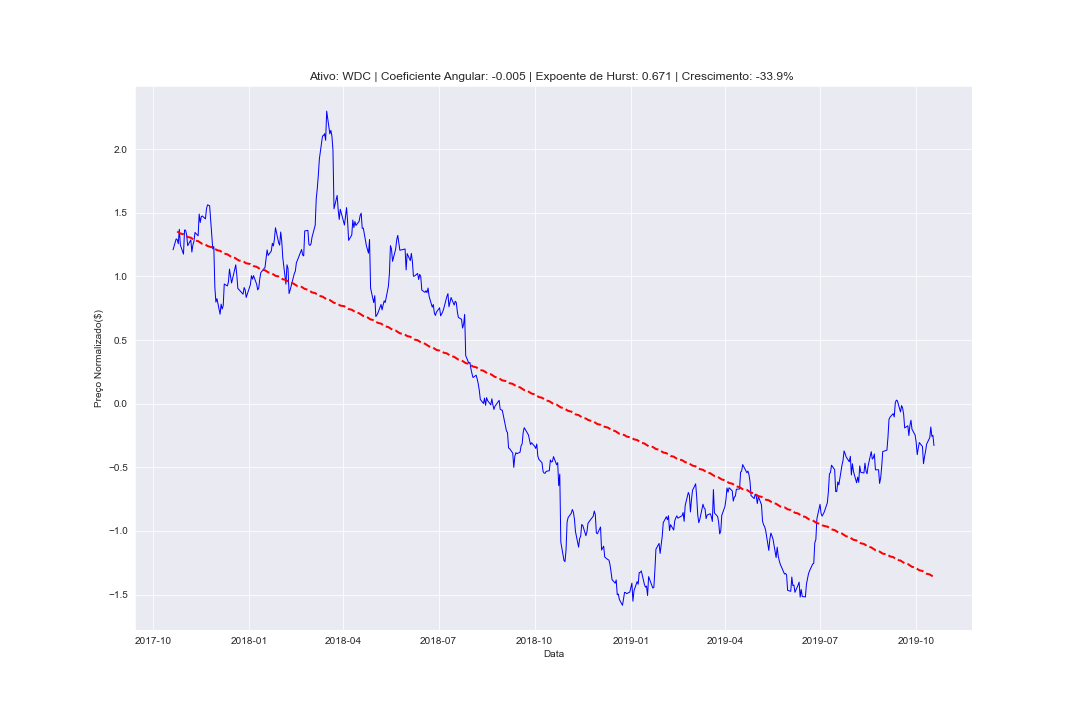 Ativo: WDC | Coeficiente Angular: -0.005 | Expoente de Hurst: 0.671 | Crescimento: -33.9%
Preço Normalizado($)
2.0
1.5
1.0
0.5
0.0
−0.5
−1.0
−1.5
2017-10 2018-01 2018-04 2018-07 2018-10 2019-01 2019-04 2019-07 2019-10
Data